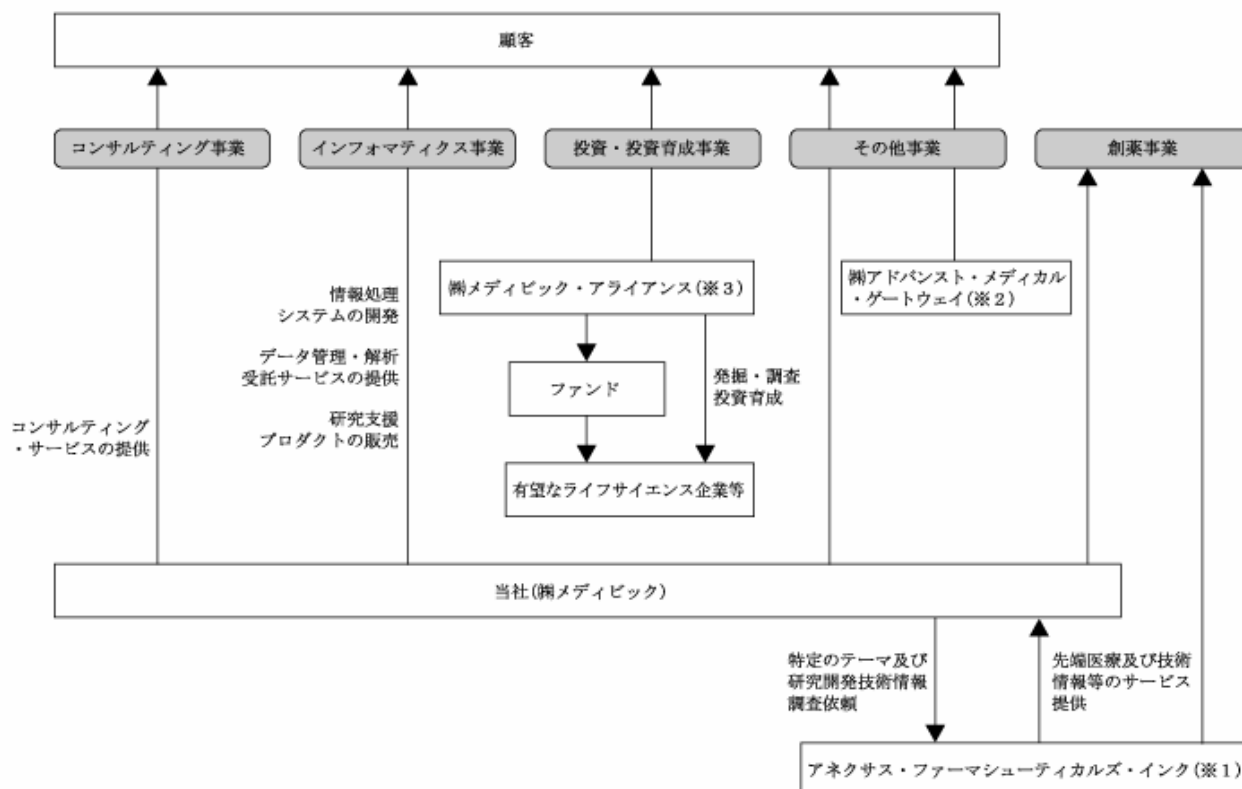 顧客
コンサルティング事業
インフォマティクス事業
投資・投資育成事業
その他事業
創薬事業
㈱メディビック・アライアンス(※3)
㈱アドバンスト・メディカル
・ゲートウェイ(※2)
情報処理
システムの開発
データ管理・解析
受託サービスの提供
研究支援
プロダクトの販売
ファンド
発掘・調査
投資育成
コンサルティング
・サービスの提供
有望なライフサイエンス企業等
当社(㈱メディビック)
特定のテーマ及び
研究開発技術情報
調査依頼
先端医療及び技術
情報等のサービス
提供
アネクサス・ファーマシューティカルズ・インク(※1)